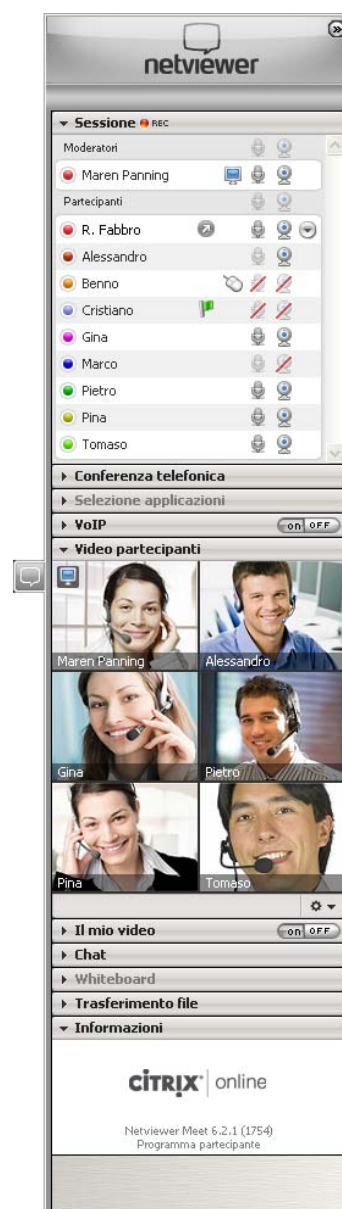 netviewer
Sessione REC
Moderatori
Maren Panning
Partecipanti
R. Fabbro
Alessandro
Benno
Cristiano
Gina
Marco
Pietro
Pina
Tomaso
Conferenza telefonica
Selezione applicazioni
VoIP on OFF
Video partecipanti
Maren Panning Alessandro
Gina Pietro
Pina Tomaso
Il mio video on OFF
Chat
Whiteboard
Trasferimento file
Informazioni
CİTRIX® online
Netviewer Meet 6.2.1 (1754)
Programma partecipante